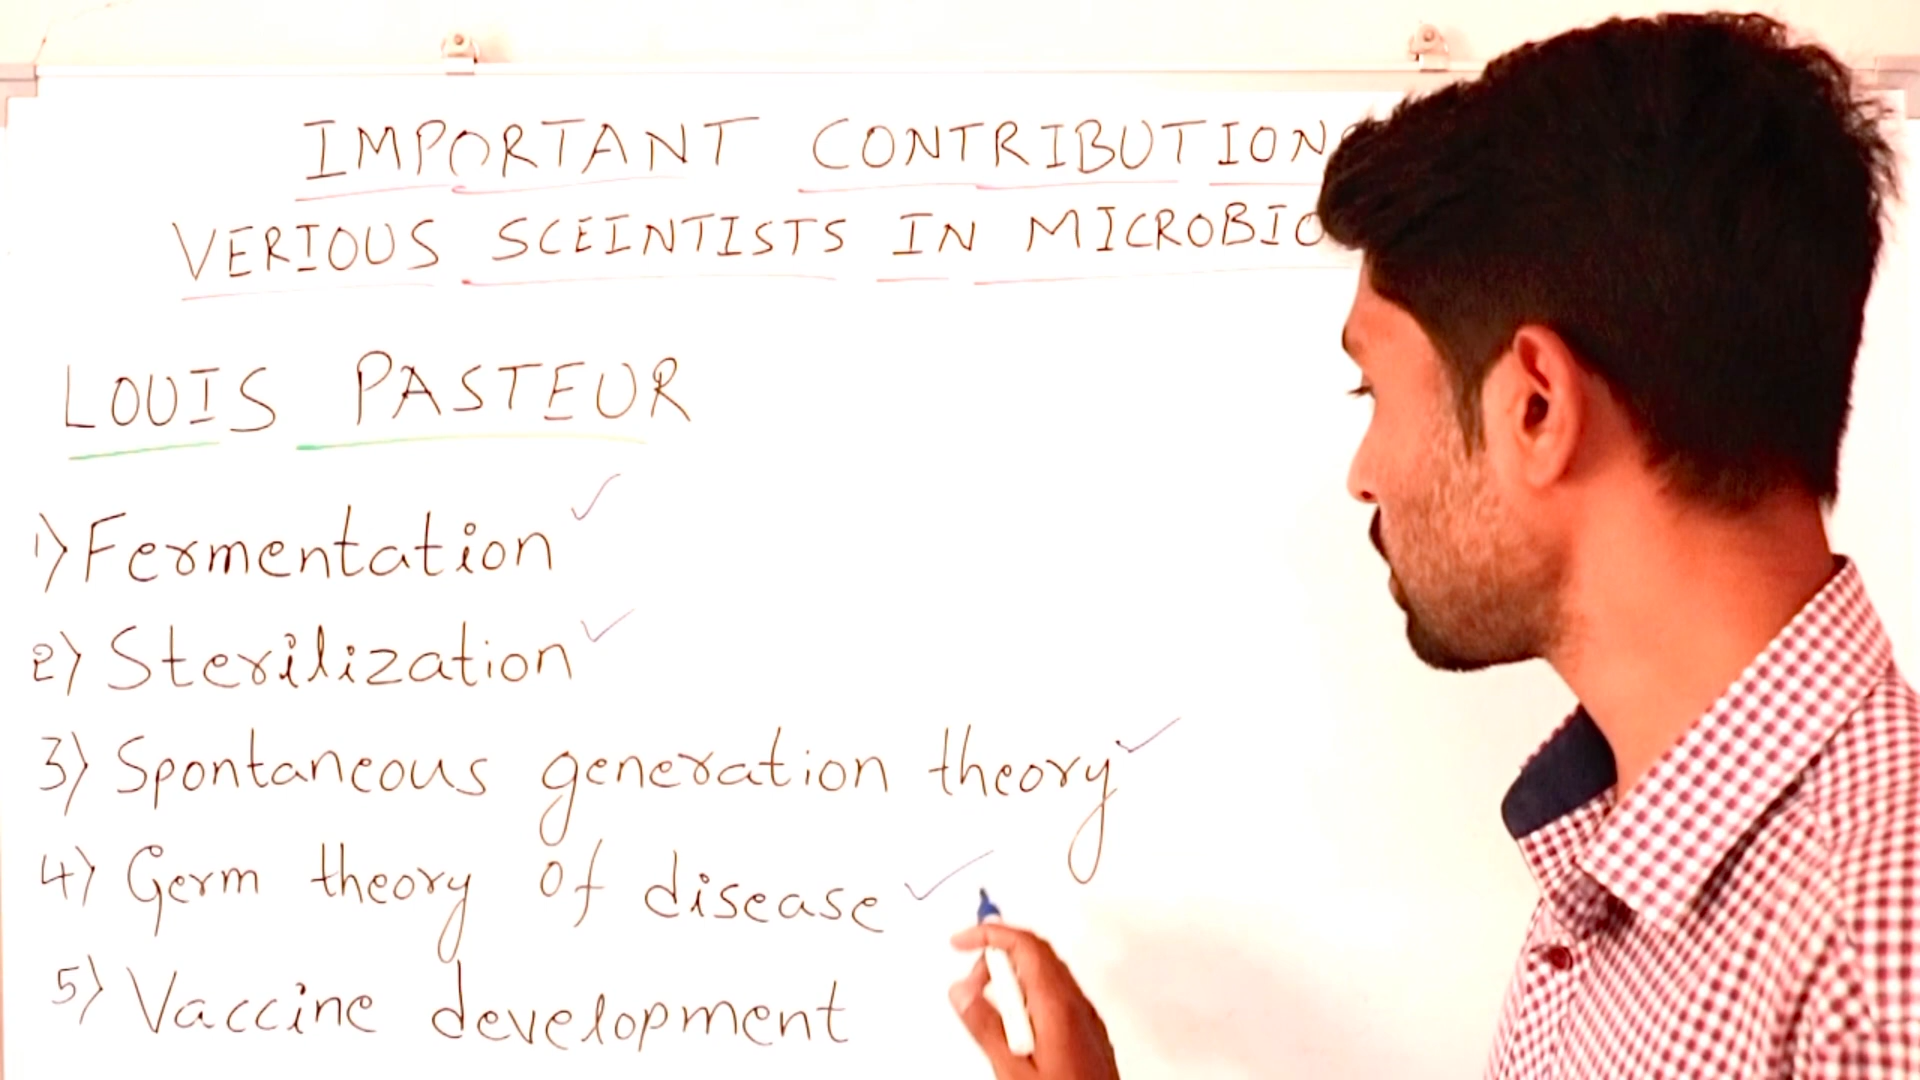 IMPORTANT CONTRIBUTION
VERIOUS SCEINTISTS IN MICROBIO
LOUIS PASTEUR
1) Fermentation
2) Sterilization
3) Spontaneous generation theory
4) Germ theory of disease
5) Vaccine development